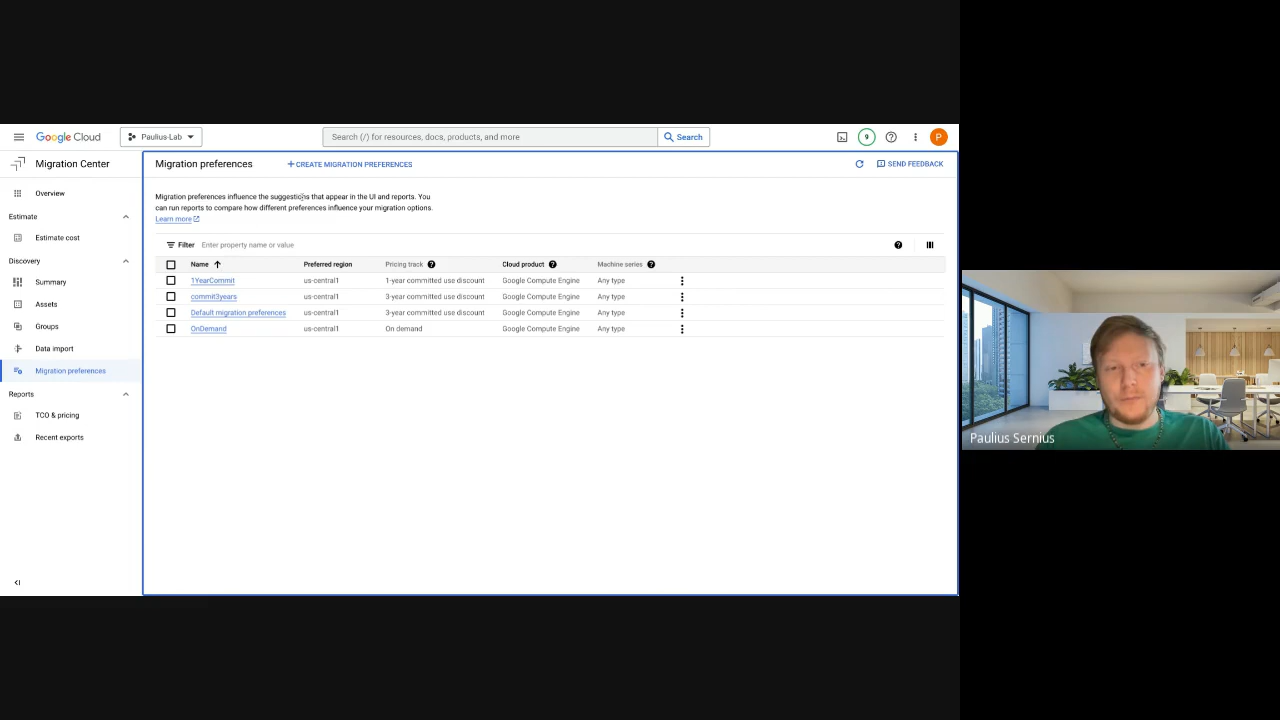 Google Cloud
Paulius-Lab
Search (/) for resources, docs, products, and more
Search
9
P
Migration Center
Overview
Estimate
Estimate cost
Discovery
Summary
Assets
Groups
Data import
Migration preferences
Reports
TCO & pricing
Recent exports
Migration preferences
CREATE MIGRATION PREFERENCES
SEND FEEDBACK
Migration preferences influence the suggestions that appear in the UI and reports. You
can run reports to compare how different preferences influence your migration options.
Learn more
Filter Enter property name or value
Name Preferred region Pricing track Cloud product Machine series
1YearCommit us-central1 1-year committed use discount Google Compute Engine Any type
commit3years us-central1 3-year committed use discount Google Compute Engine Any type
Default migration preferences us-central1 3-year committed use discount Google Compute Engine Any type
OnDemand us-central1 On demand Google Compute Engine Any type
Paulius Sernius